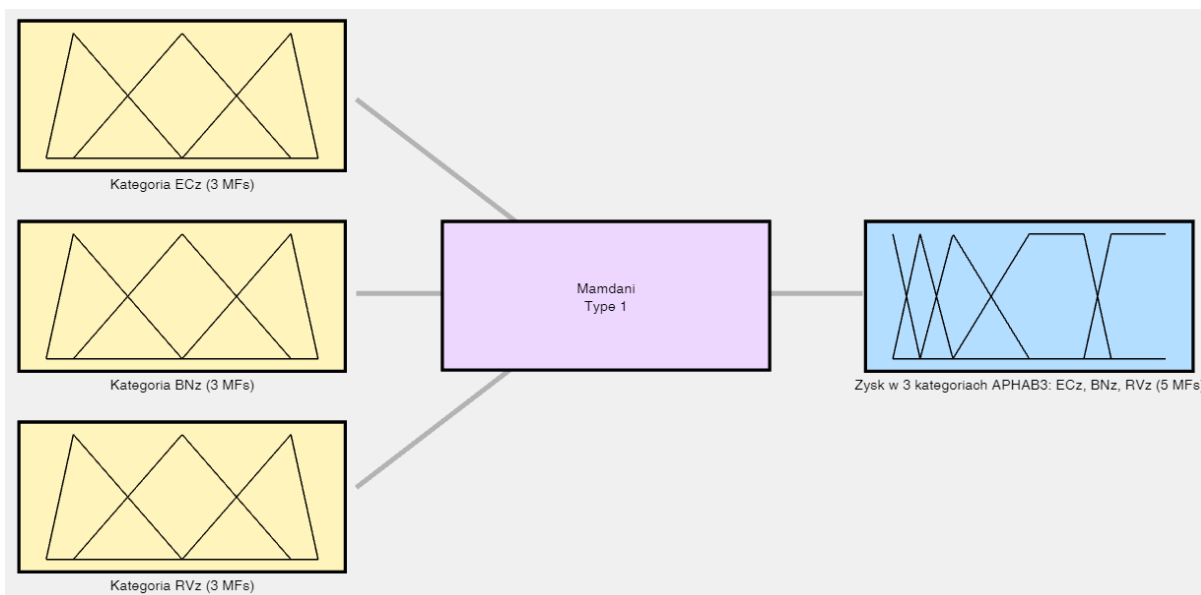 Kategoria ECz (3 MFs)
Kategoria BNz (3 MFs)
Kategoria RVz (3 MFs)
Mamdani
Type 1
Zysk w 3 kategoriach APHAB3: ECz, BNz, RVz (5 MFs)